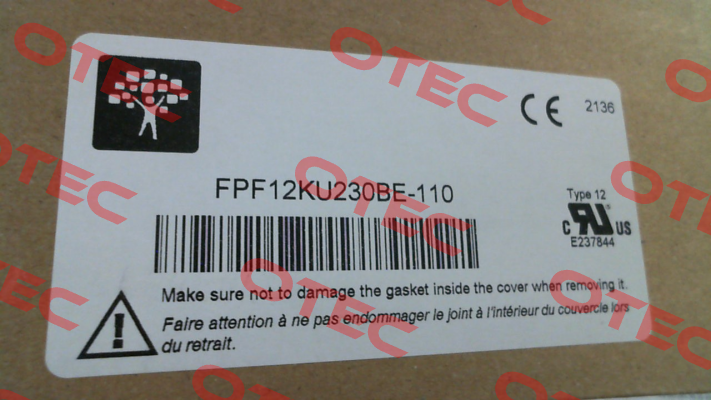 OTEC
CE 2136
FPF12KU230BE-110
Type 12
c RU US
E237844
Make sure not to damage the gasket inside the cover when removing it.
Faire attention à ne pas endommager le joint à l'intérieur du couvercle lors
du retrait.